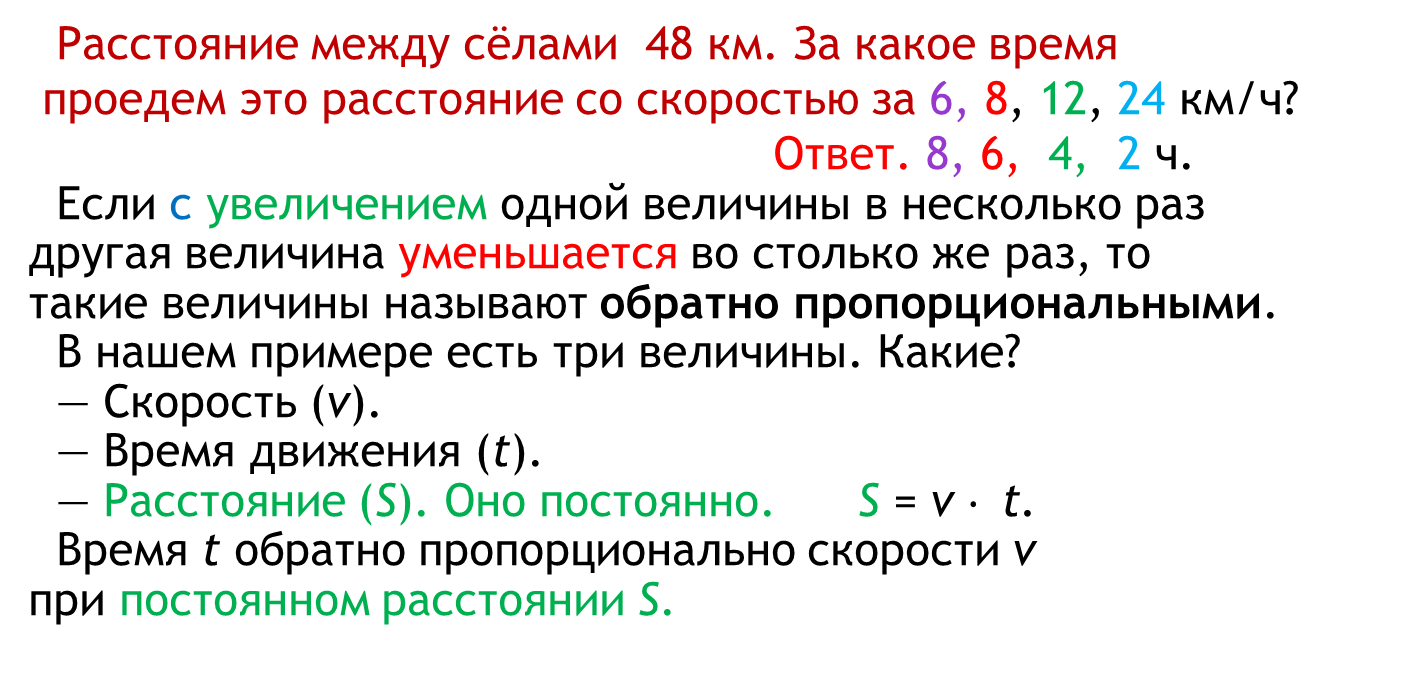 Расстояние между сёлами 48 км. За какое время
проедем это расстояние со скоростью за 6, 8, 12, 24 км/ч?
Ответ. 8, 6, 4, 2 ч.
Если с увеличением одной величины в несколько раз
другая величина уменьшается во столько же раз, то
такие величины называют обратно пропорциональными.
В нашем примере есть три величины. Какие?
— Скорость (v).
— Время движения (t).
— Расстояние (S). Оно постоянно. S = v · t.
Время t обратно пропорционально скорости v
при постоянном расстоянии S.